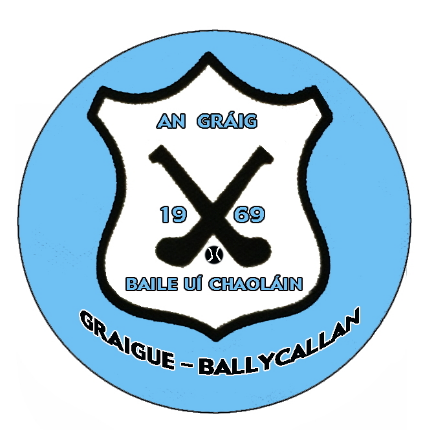 AN GRÁIG
19 69
BAILE UÍ CHAOLÁIN
GRAIGUE – BALLYCALLAN